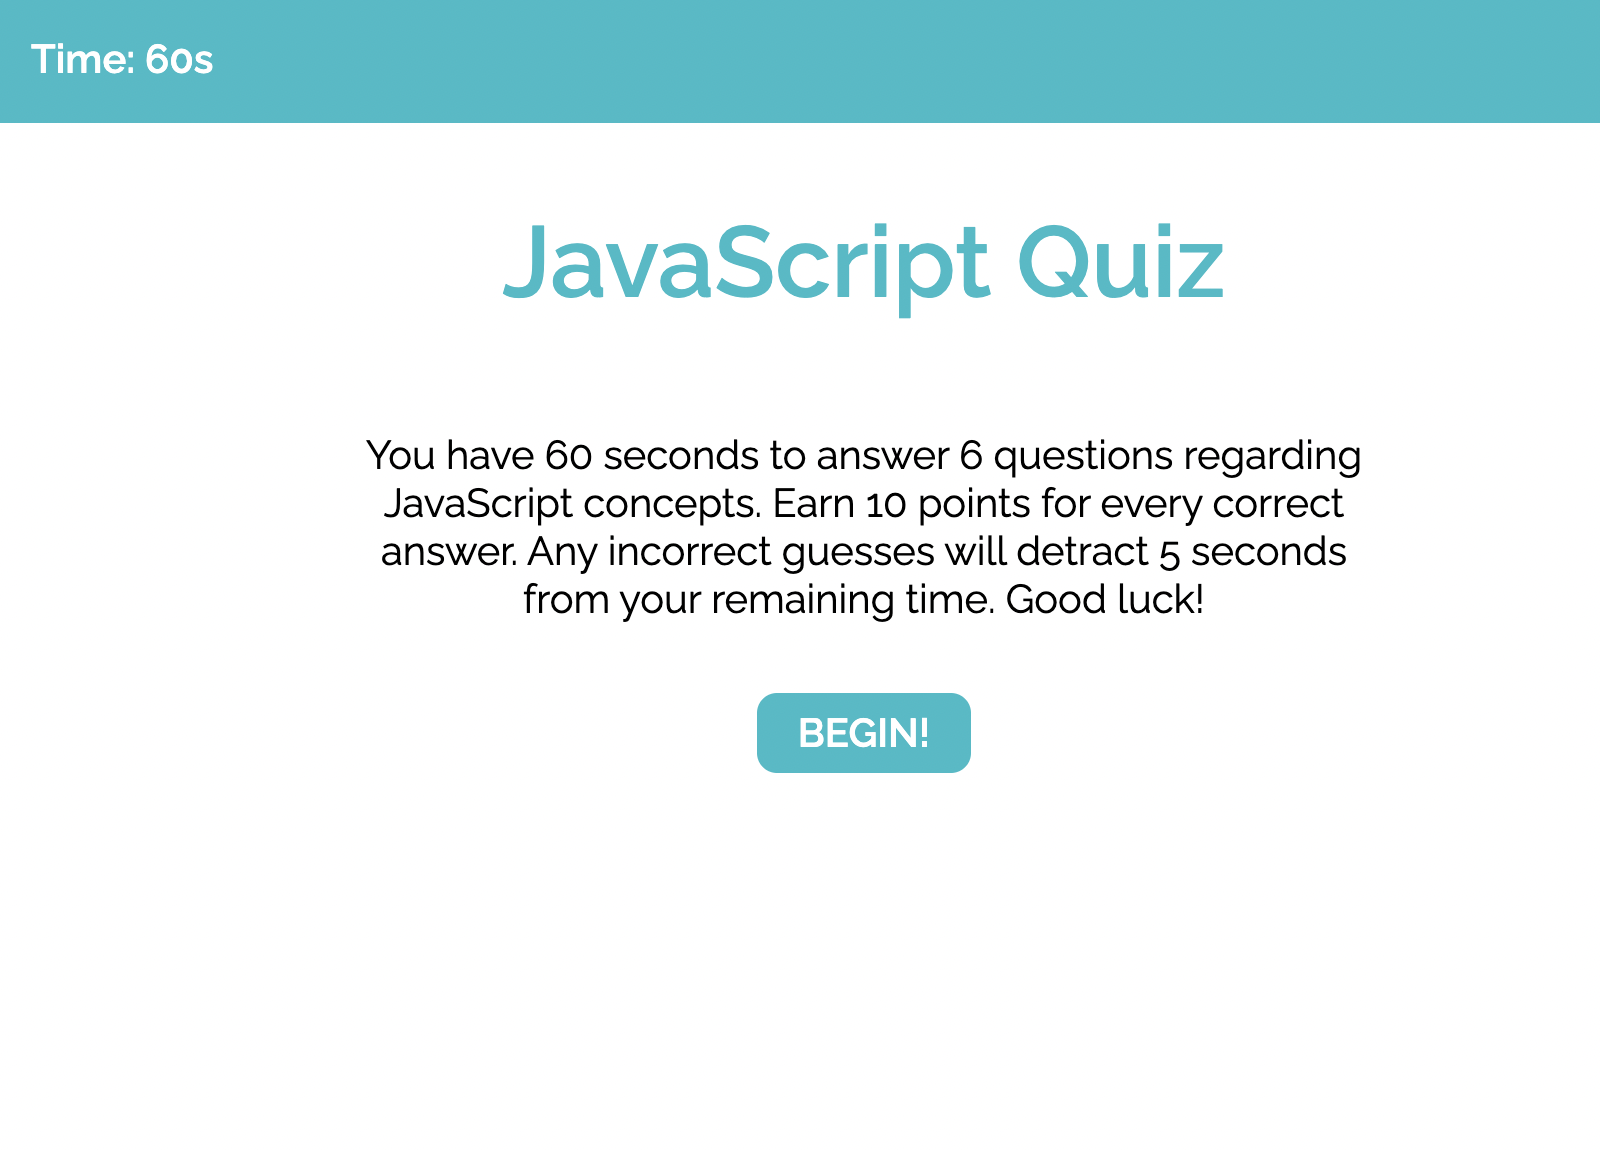 Time: 60s
JavaScript Quiz
You have 60 seconds to answer 6 questions regarding
JavaScript concepts. Earn 10 points for every correct
answer. Any incorrect guesses will detract 5 seconds
from your remaining time. Good luck!
BEGIN!